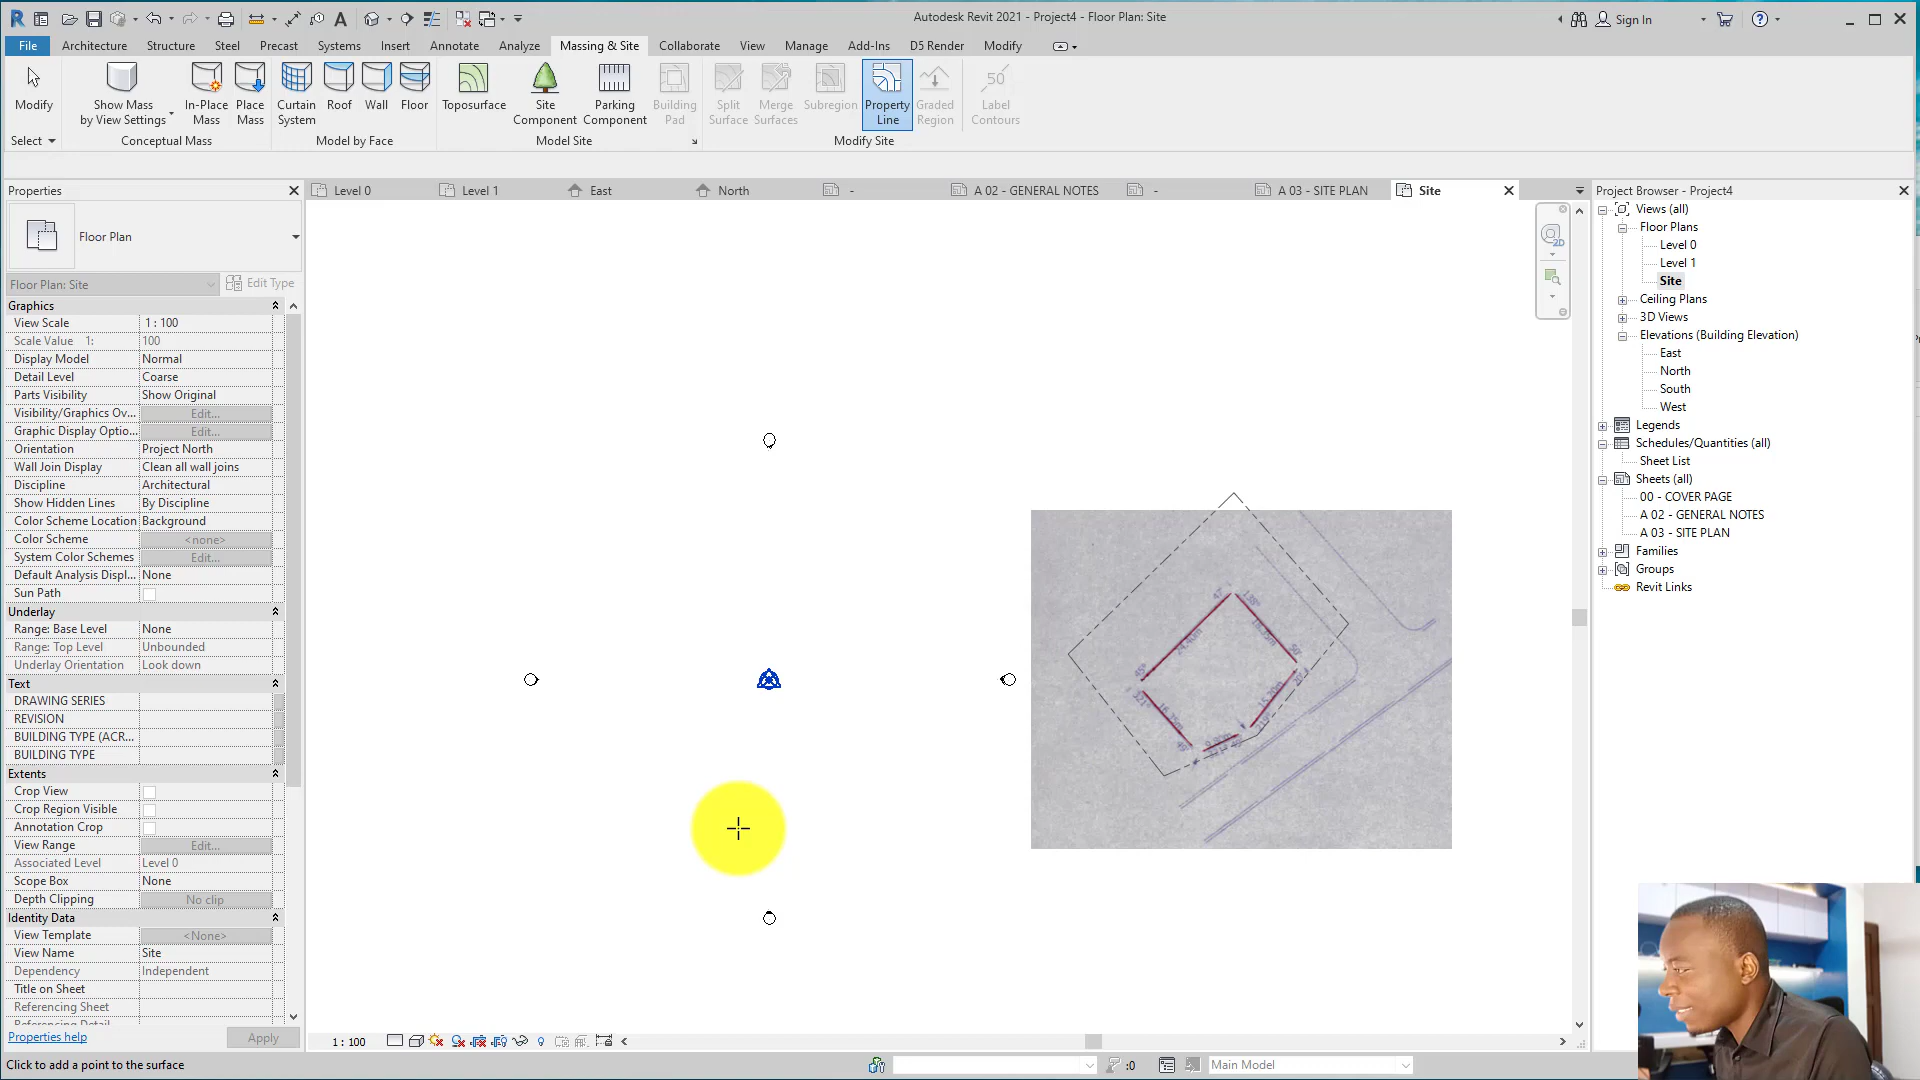 Autodesk Revit 2021 - Project4 - Floor Plan: Site
Sign In
File
Architecture
Structure
Steel
Precast
Systems
Insert
Annotate
Analyze
Massing & Site
Collaborate
View
Manage
Add-Ins
D5 Render
Modify
Modify
Show Mass
by View Settings
In-Place
Mass
Place
Mass
Curtain
System
Roof
Wall
Floor
Toposurface
Site
Component
Parking
Component
Building
Pad
Split
Surface
Merge
Surfaces
Subregion
Property
Line
Graded
Region
50
Label
Contours
Select
Conceptual Mass
Model by Face
Model Site
Modify Site
Properties
Level 0
Level 1
East
North
-
A 02 - GENERAL NOTES
-
A 03 - SITE PLAN
Site
Project Browser - Project4
Floor Plan
Floor Plan: Site
Edit Type
Graphics
View Scale 1 : 100
Scale Value 1: 100
Display Model Normal
Detail Level Coarse
Parts Visibility Show Original
Visibility/Graphics Ov... Edit...
Graphic Display Optio... Edit...
Orientation Project North
Wall Join Display Clean all wall joins
Discipline Architectural
Show Hidden Lines By Discipline
Color Scheme Location Background
Color Scheme <none>
System Color Schemes Edit...
Default Analysis Displ... None
Sun Path
Underlay
Range: Base Level None
Range: Top Level Unbounded
Underlay Orientation Look down
Text
DRAWING SERIES
REVISION
BUILDING TYPE (ACR...
BUILDING TYPE
Extents
Crop View
Crop Region Visible
Annotation Crop
View Range Edit...
Associated Level Level 0
Scope Box None
Depth Clipping No clip
Identity Data
View Template <None>
View Name Site
Dependency Independent
Title on Sheet
Referencing Sheet
Referencing Detail
Properties help
Apply
2D
Views (all)
Floor Plans
Level 0
Level 1
Site
Ceiling Plans
3D Views
Elevations (Building Elevation)
East
North
South
West
Legends
Schedules/Quantities (all)
Sheet List
Sheets (all)
00 - COVER PAGE
A 02 - GENERAL NOTES
A 03 - SITE PLAN
Families
Groups
Revit Links
1 : 100
Click to add a point to the surface
:0
Main Model